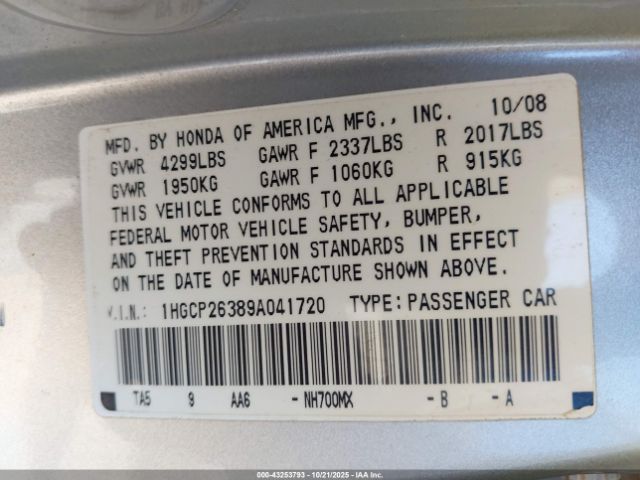 MFD. BY HONDA OF AMERICA MFG., INC. 10/08
GVWR 4299LBS GAWR F 2337LBS R 2017LBS
GVWR 1950KG GAWR F 1060KG R 915KG
THIS VEHICLE CONFORMS TO ALL APPLICABLE
FEDERAL MOTOR VEHICLE SAFETY, BUMPER,
AND THEFT PREVENTION STANDARDS IN EFFECT
ON THE DATE OF MANUFACTURE SHOWN ABOVE.
V.I.N.: 1HGCP26389A041720 TYPE: PASSENGER CAR
TA5 9 AA6 - NH700MX - B - A
000-43253793 - 10/21/2025 - IAA Inc.